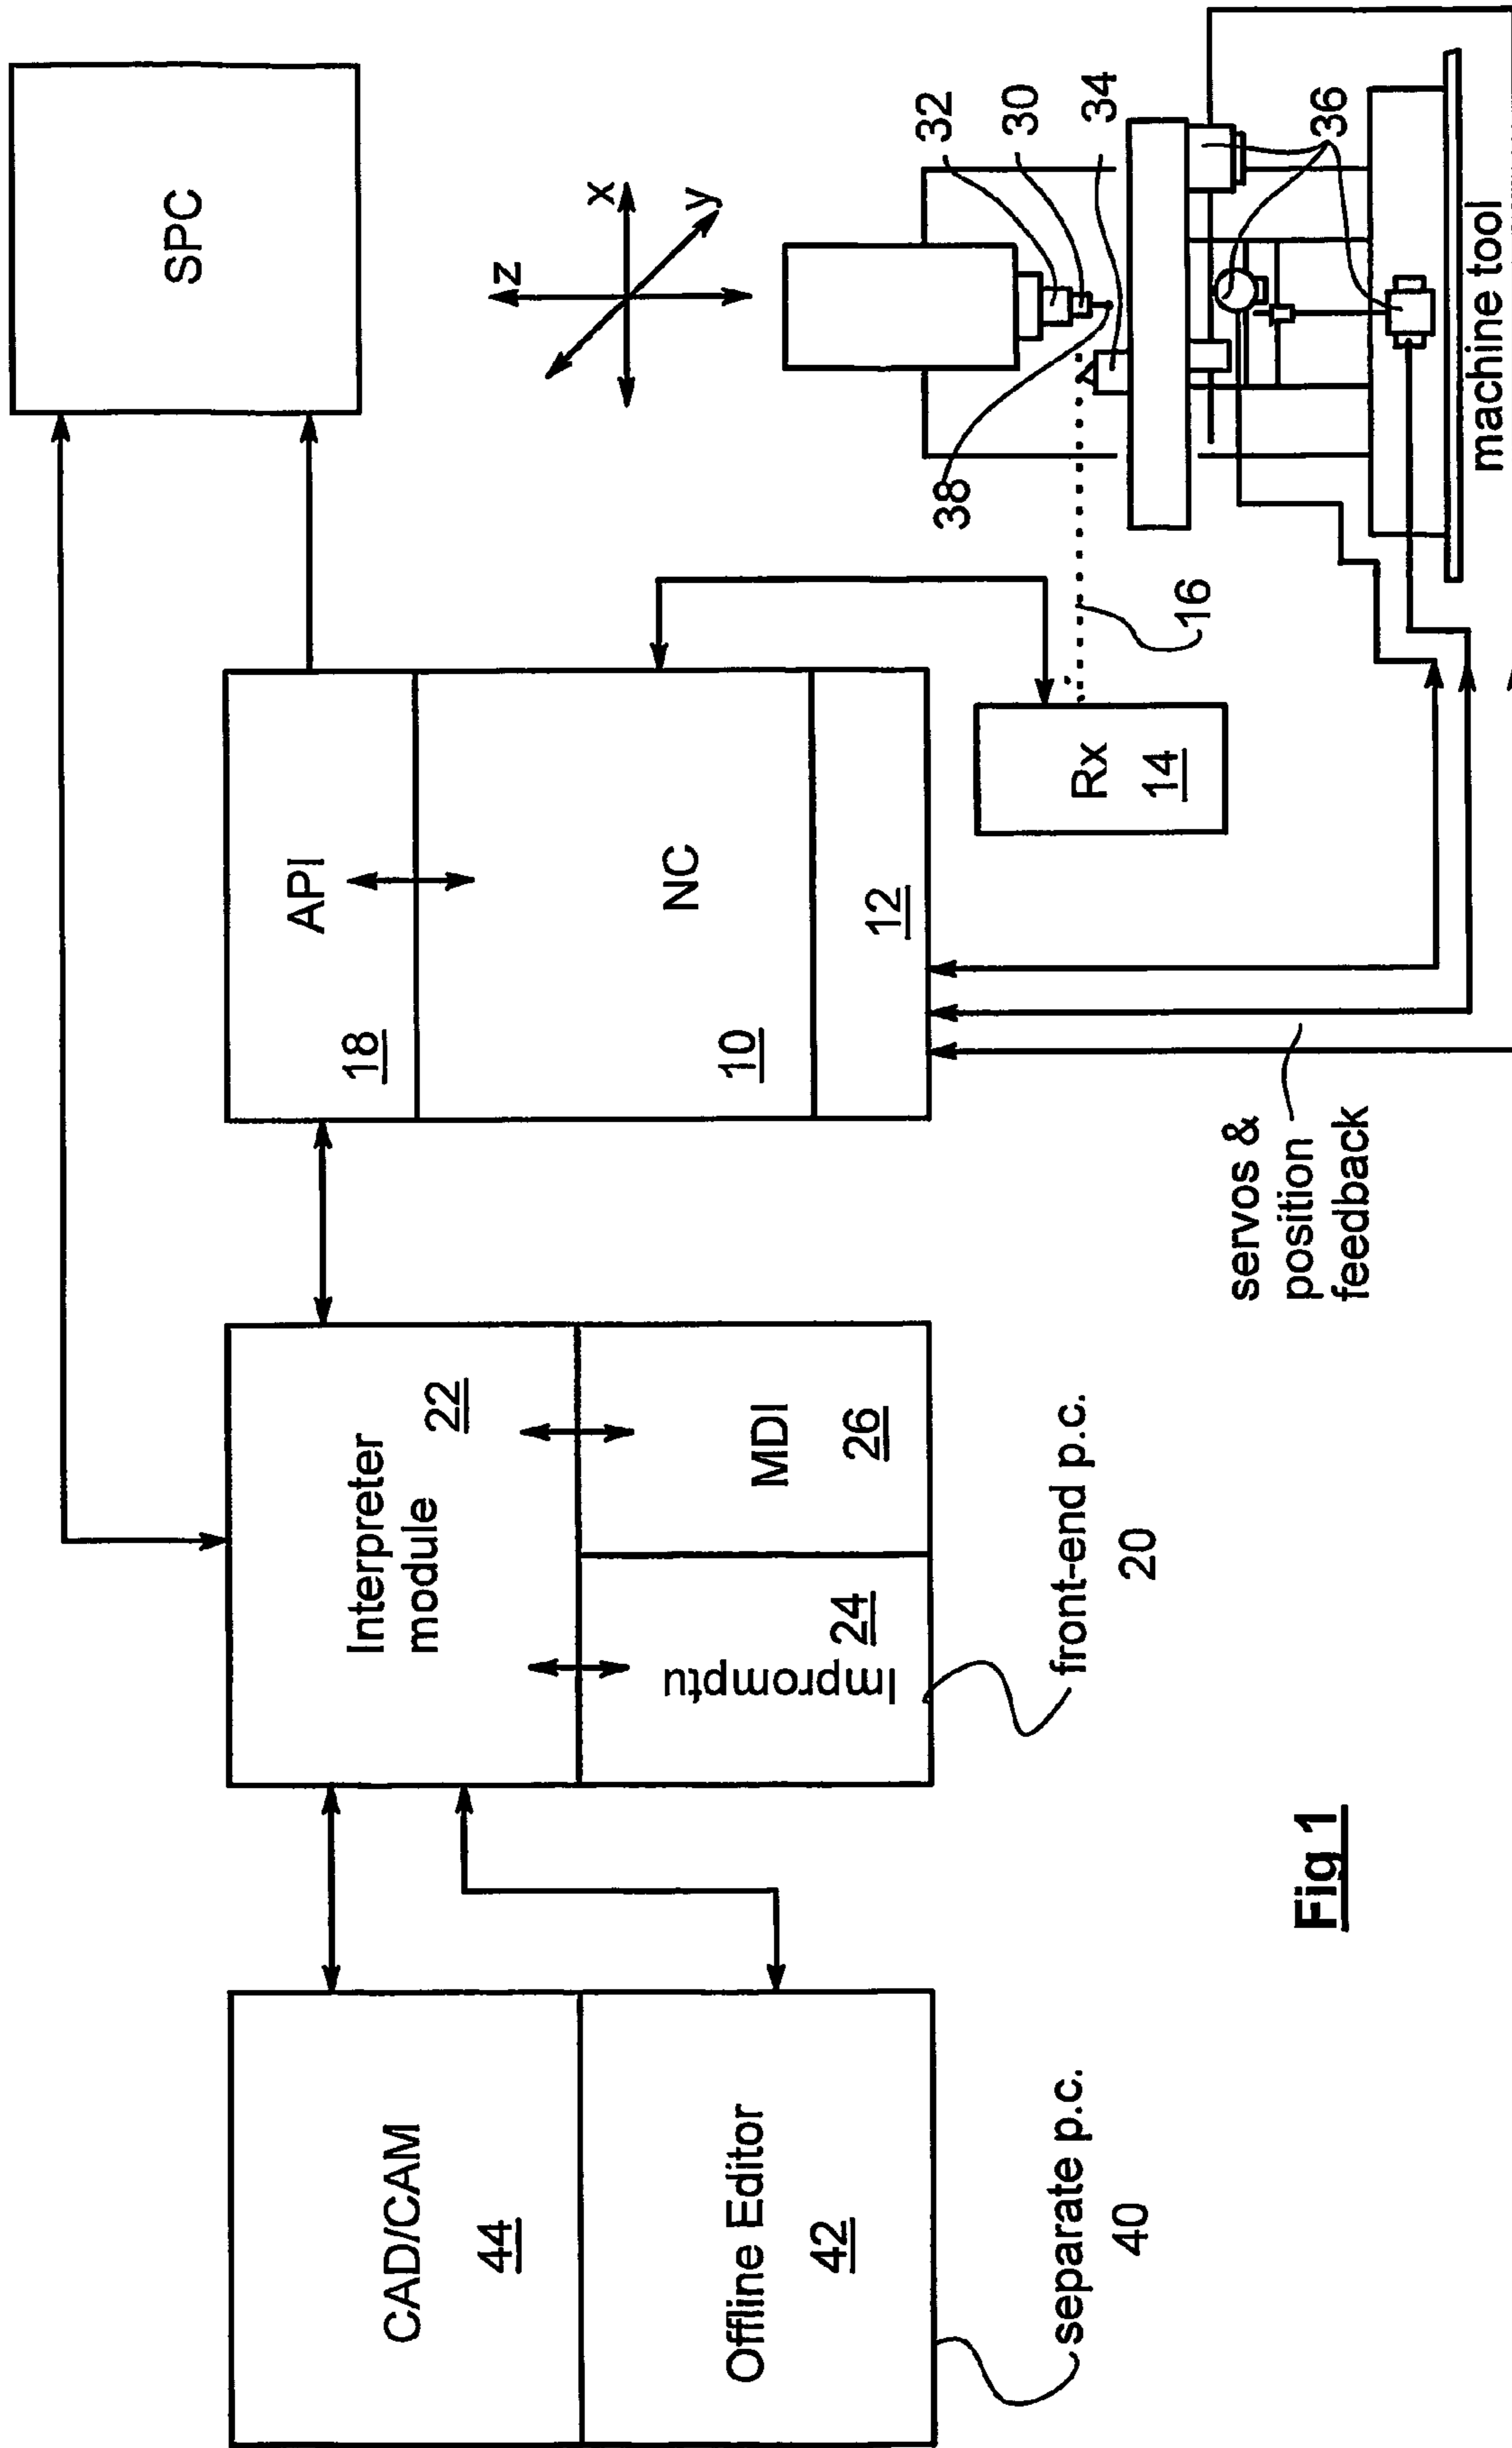 CAD/CAM
44
Offline Editor
42
separate p.c.
40
Interpreter
module
22
Impromptu
24
MDI
26
front-end p.c.
20
API
18
NC
10
12
Rx
14
16
servos &
position
feedback
SPC
z
x
y
32
30
34
38
36
machine tool
Fig 1